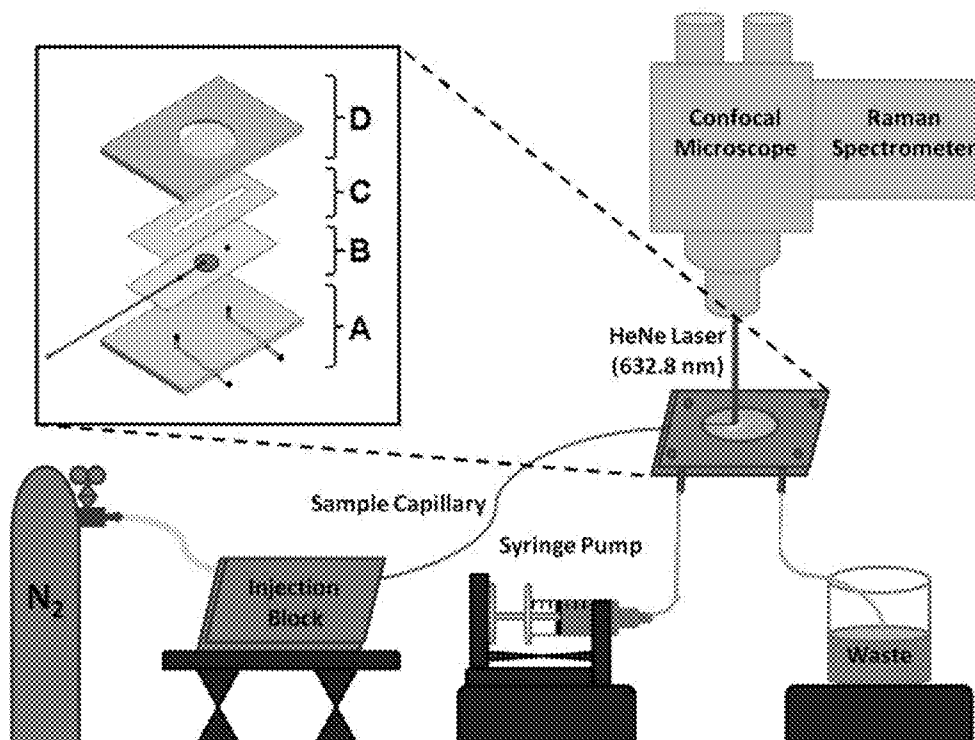 D
C
B
A
Confocal
Microscope
Raman
Spectrometer
HeNe Laser
(632.8 nm)
Sample Capillary
Syringe Pump
N2
Injection
Block
Waste